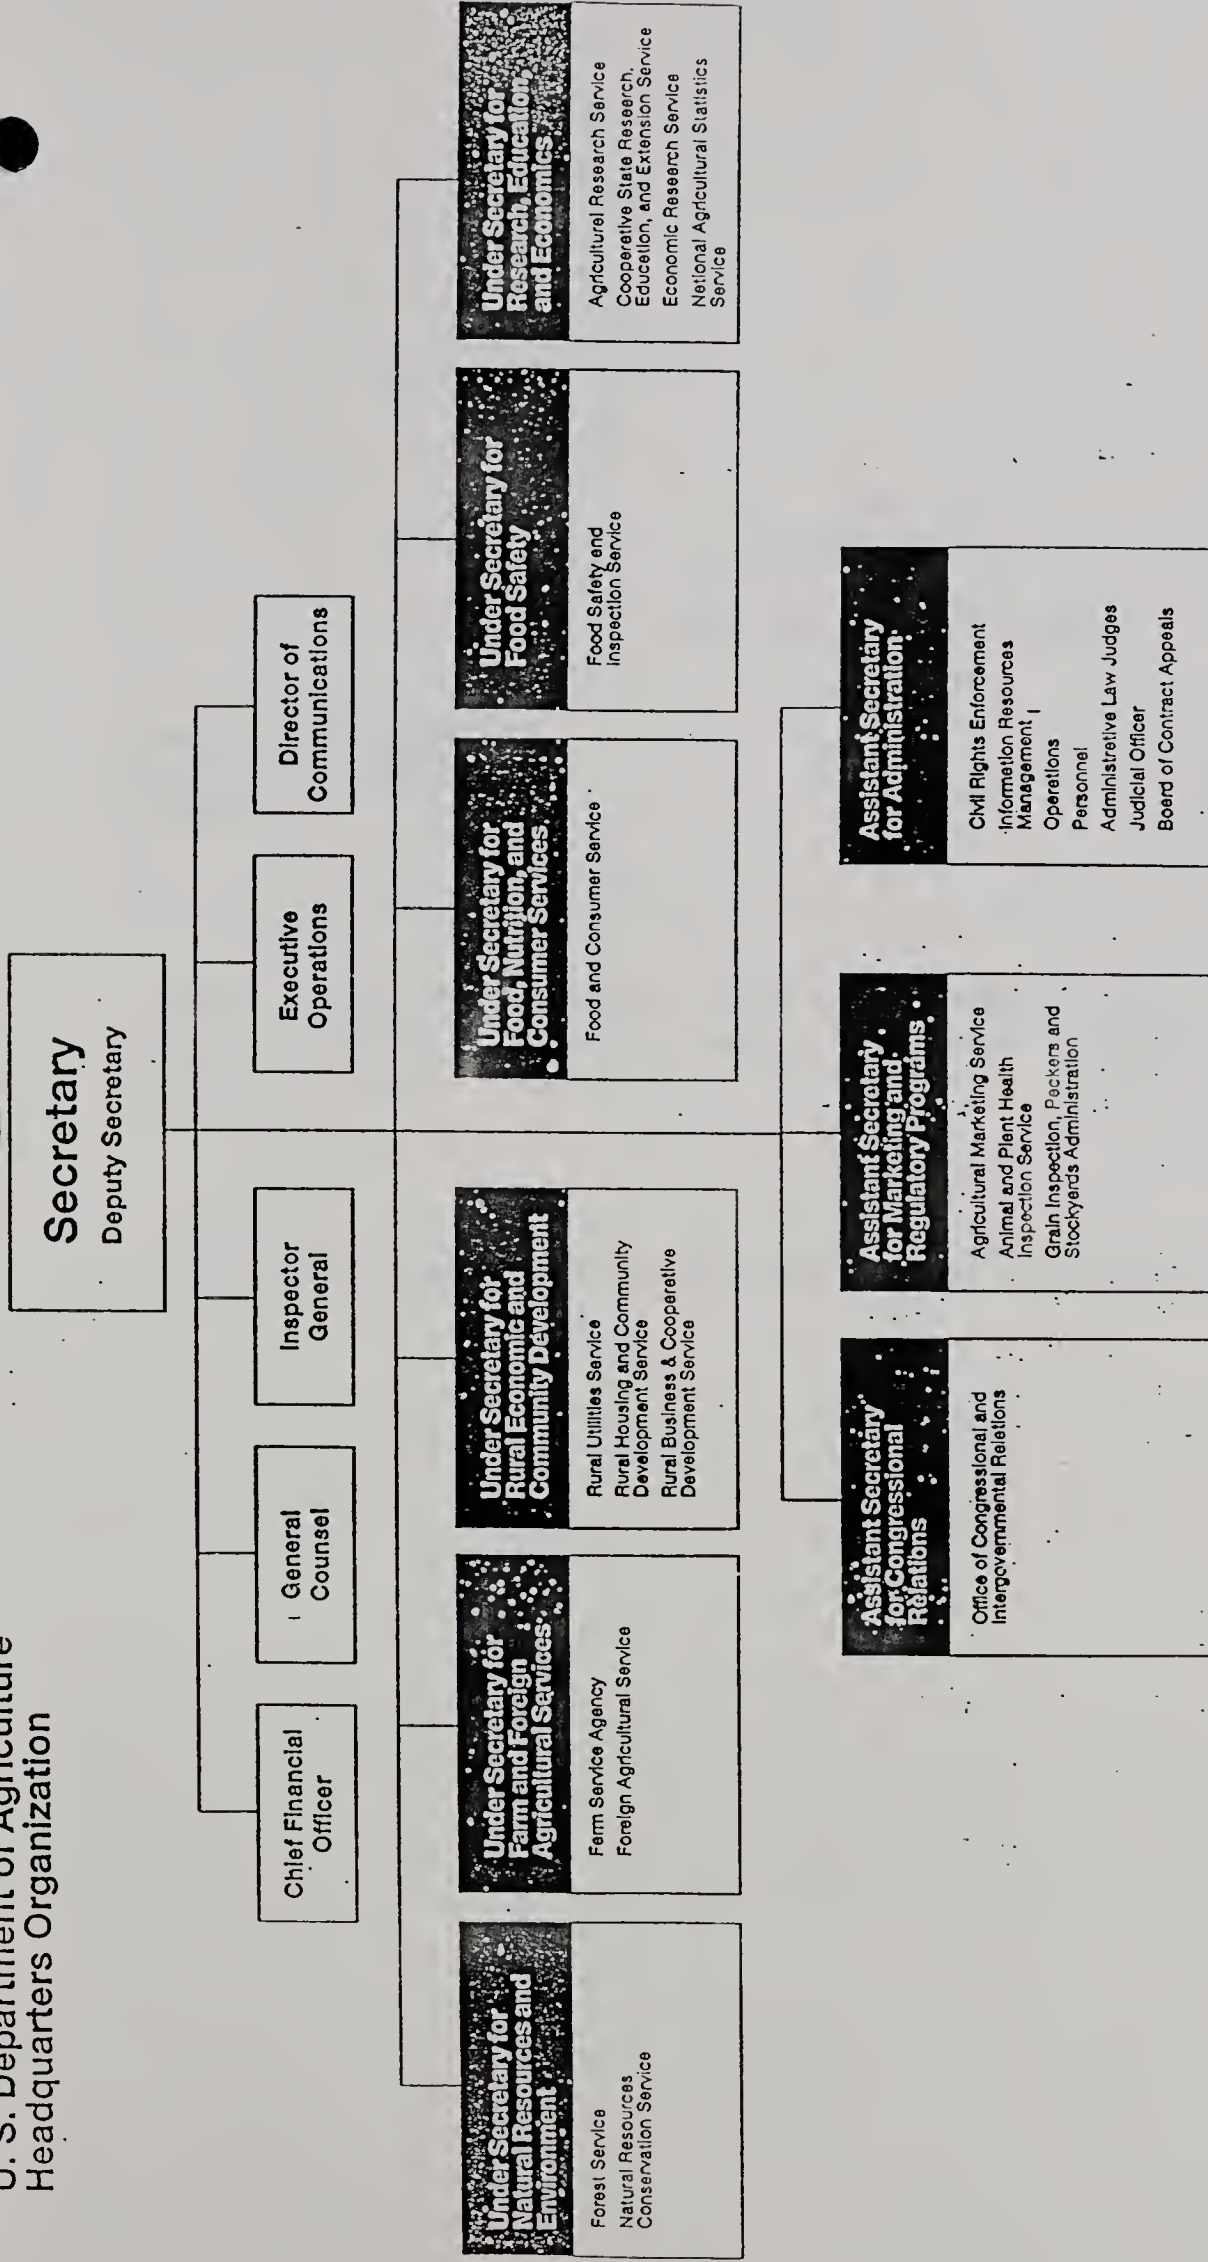 U. S. Department of Agriculture
Headquarters Organization
Secretary
Deputy Secretary
Chief Financial
Officer
General
Counsel
Inspector
General
Executive
Operations
Director of
Communications
Under Secretary for
Natural Resources and
Environment
Forest Service
Natural Resources
Conservation Service
Under Secretary for
Farm and Foreign
Agricultural Services
Farm Service Agency
Foreign Agricultural Service
Under Secretary for
Rural Economic and
Community Development
Rural Utilities Service
Rural Housing and Community
Development Service
Rural Business & Cooperative
Development Service
Under Secretary for
Food, Nutrition, and
Consumer Services
Food and Consumer Service
Under Secretary for
Food Safety
Food Safety and
Inspection Service
Under Secretary for
Research, Education,
and Economics
Agricultural Research Service
Cooperative State Research,
Education, and Extension Service
Economic Research Service
National Agricultural Statistics
Service
Assistant Secretary
for Congressional
Relations
Office of Congressional and
Intergovernmental Relations
Assistant Secretary
for Marketing and
Regulatory Programs
Agricultural Marketing Service
Animal and Plant Health
Inspection Service
Grain Inspection, Packers and
Stockyards Administration
Assistant Secretary
for Administration
Civil Rights Enforcement
Information Resources
Management
Operations
Personnel
Administrative Law Judges
Judicial Officer
Board of Contract Appeals